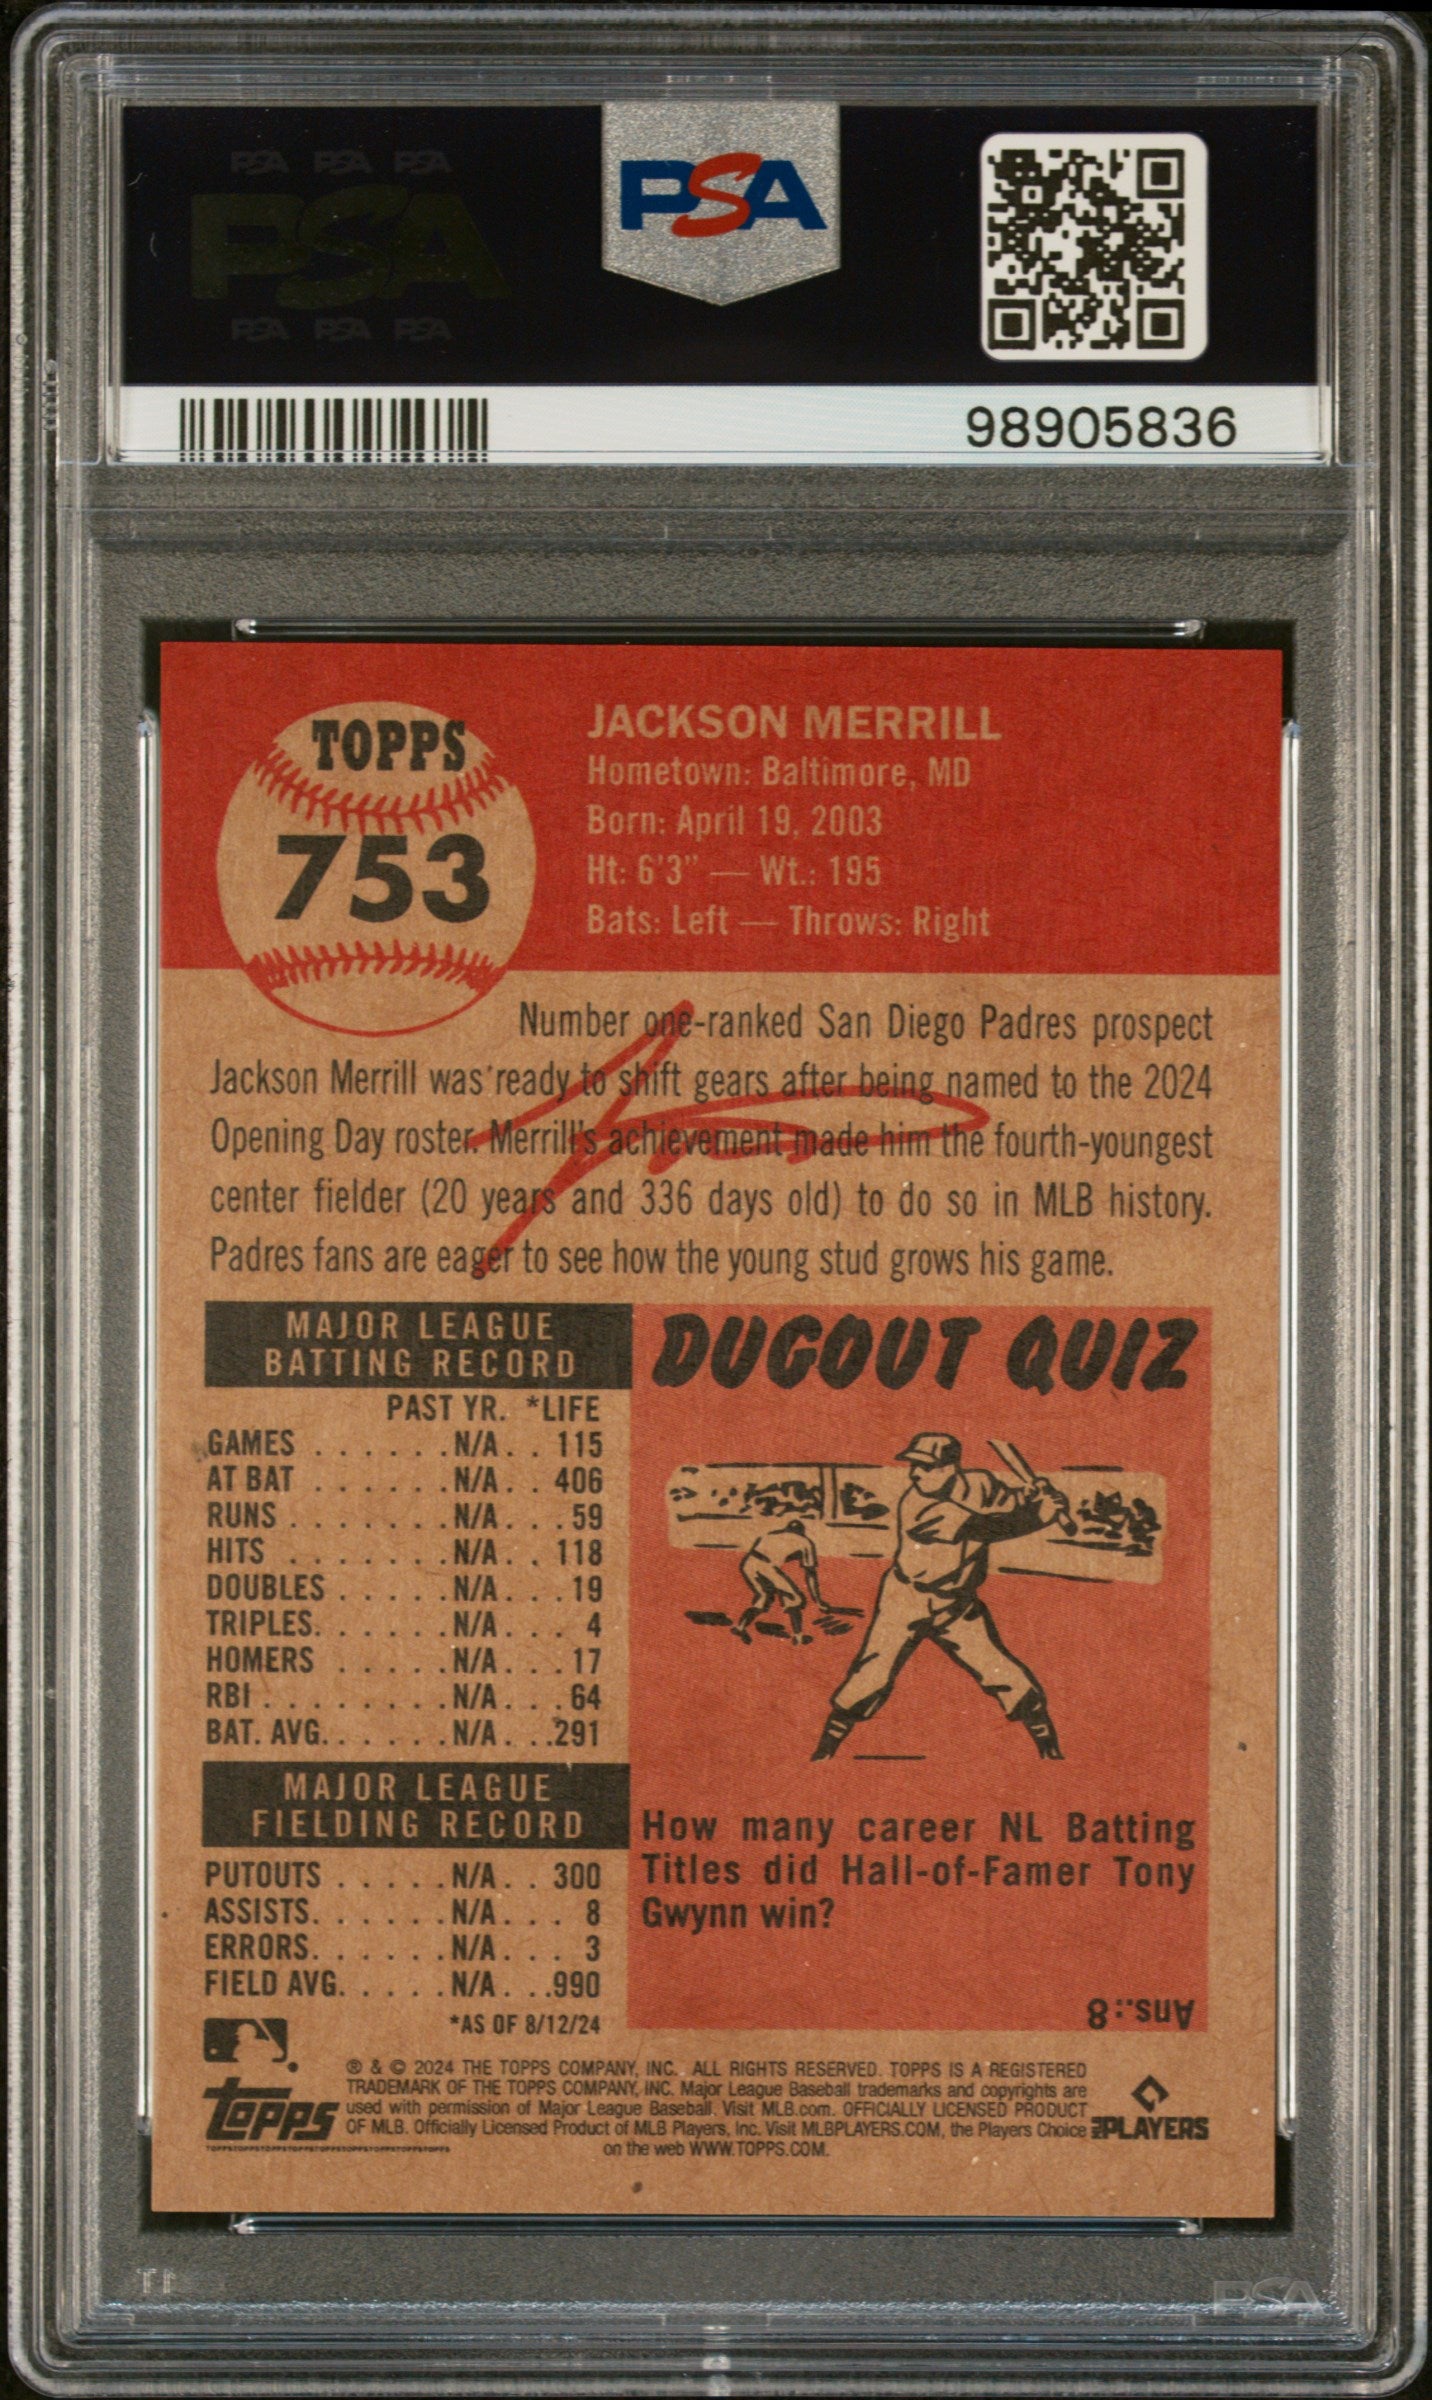 PSA PSA PSA
PSA
PSA PSA PSA
PSA
98905836
TOPPS
753
JACKSON MERRILL
Hometown: Baltimore, MD
Born: April 19, 2003
Ht: 6'3" — Wt.: 195
Bats: Left — Throws: Right
Number one-ranked San Diego Padres prospect
Jackson Merrill was ready to shift gears after being named to the 2024
Opening Day roster. Merrill's achievement made him the fourth-youngest
center fielder (20 years and 336 days old) to do so in MLB history.
Padres fans are eager to see how the young stud grows his game.
MAJOR LEAGUE
BATTING RECORD
PAST YR. *LIFE
GAMES . . . . . . N/A . . 115
AT BAT . . . . . . N/A . . 406
RUNS . . . . . . . N/A . . . 59
HITS . . . . . . . N/A . . 118
DOUBLES . . . . . N/A . . . 19
TRIPLES. . . . . . N/A . . . 4
HOMERS . . . . . N/A . . . 17
RBI . . . . . . . . N/A . . . 64
BAT. AVG. . . . . . N/A . . .291
MAJOR LEAGUE
FIELDING RECORD
PUTOUTS . . . . . N/A . . 300
ASSISTS. . . . . . N/A . . . 8
ERRORS. . . . . . N/A . . . 3
FIELD AVG. . . . . N/A . . .990
*AS OF 8/12/24
DUGOUT QUIZ
How many career NL Batting
Titles did Hall-of-Famer Tony
Gwynn win?
Ans.: 8
topps
® & © 2024 THE TOPPS COMPANY, INC. ALL RIGHTS RESERVED. TOPPS IS A REGISTERED
TRADEMARK OF THE TOPPS COMPANY, INC. Major League Baseball trademarks and copyrights are
used with permission of Major League Baseball. Visit MLB.com. OFFICIALLY LICENSED PRODUCT
OF MLB. Officially Licensed Product of MLB Players, Inc. Visit MLBPLAYERS.COM, the Players Choice
on the web WWW.TOPPS.COM.
MLB PLAYERS
TOPPSTOPPSTOPPSTOPPSTOPPSTOPPSTOPPSTOPPSTOPPS
PSA